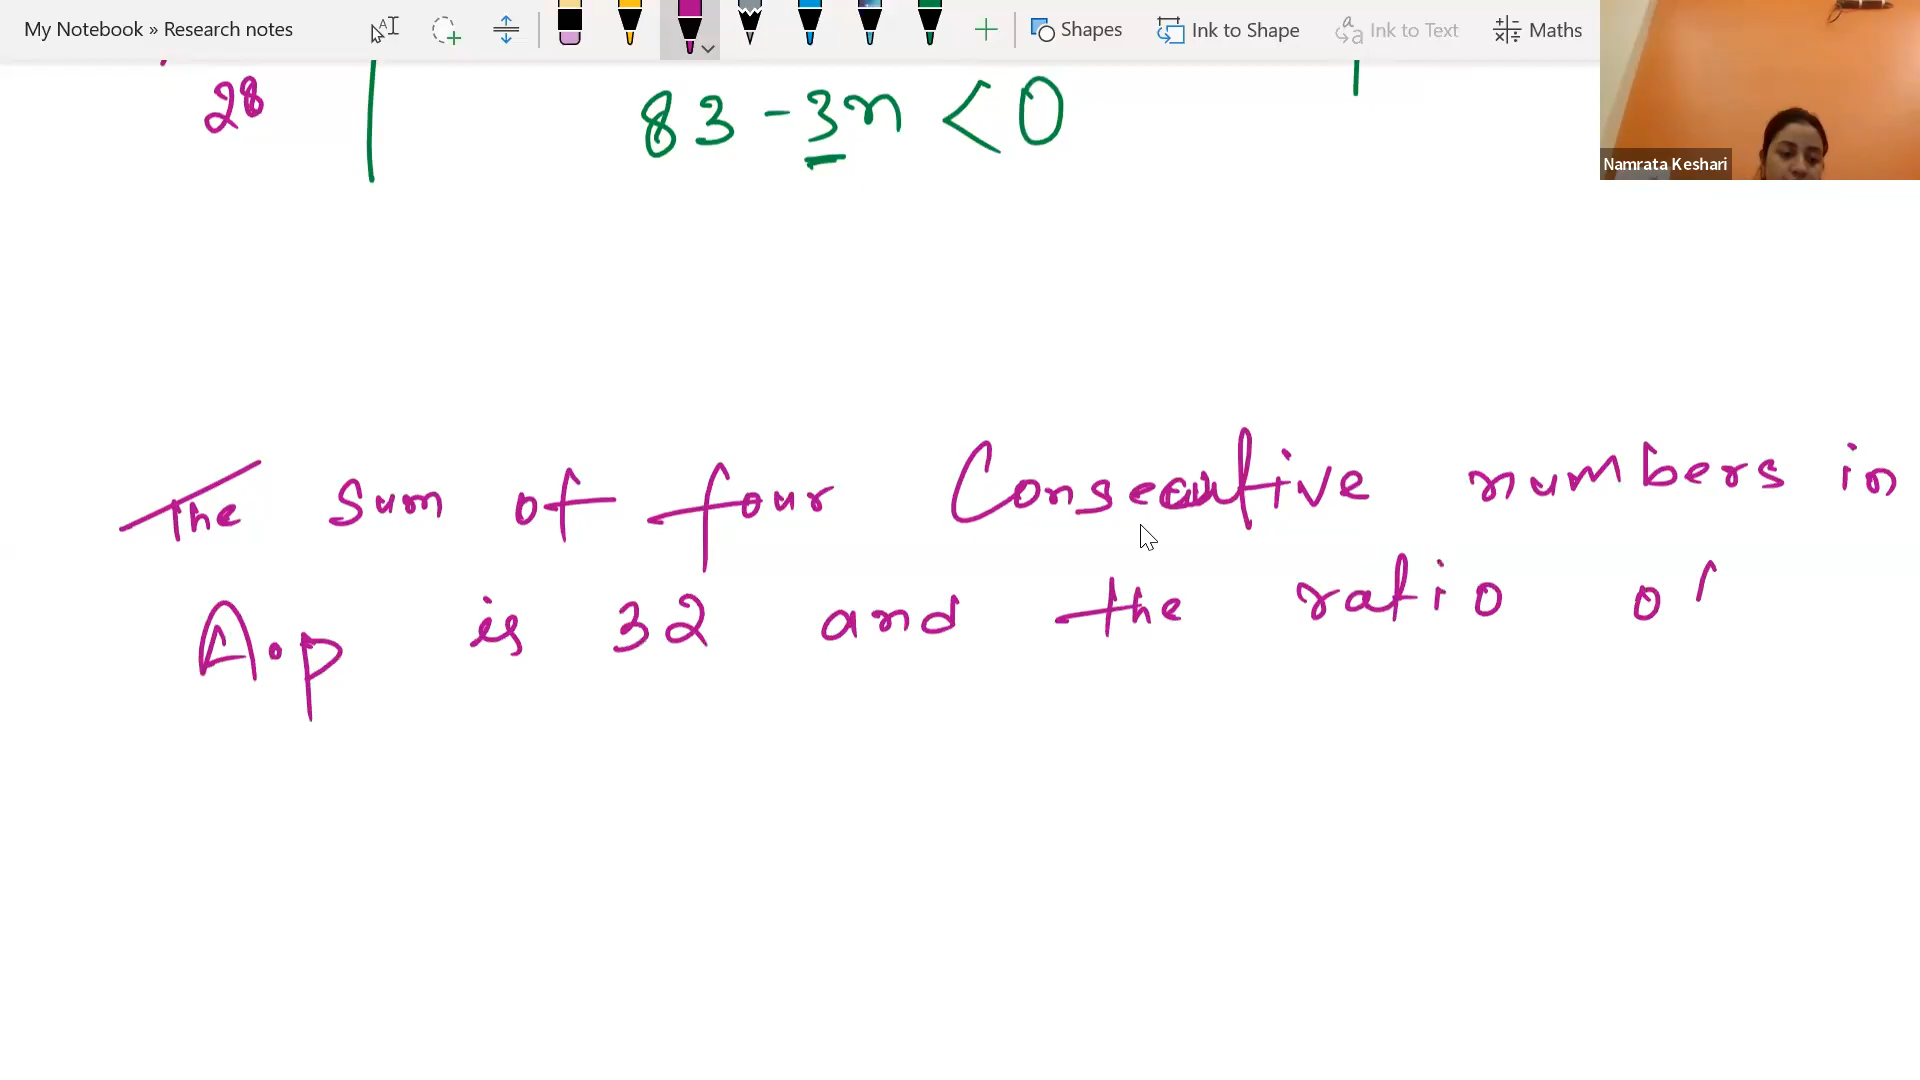 My Notebook » Research notes
Shapes
Ink to Shape
Ink to Text
Maths
Namrata Keshari
28
83 - 3n < 0
The sum of four Consecutive numbers in
A.p is 32 and the ratio